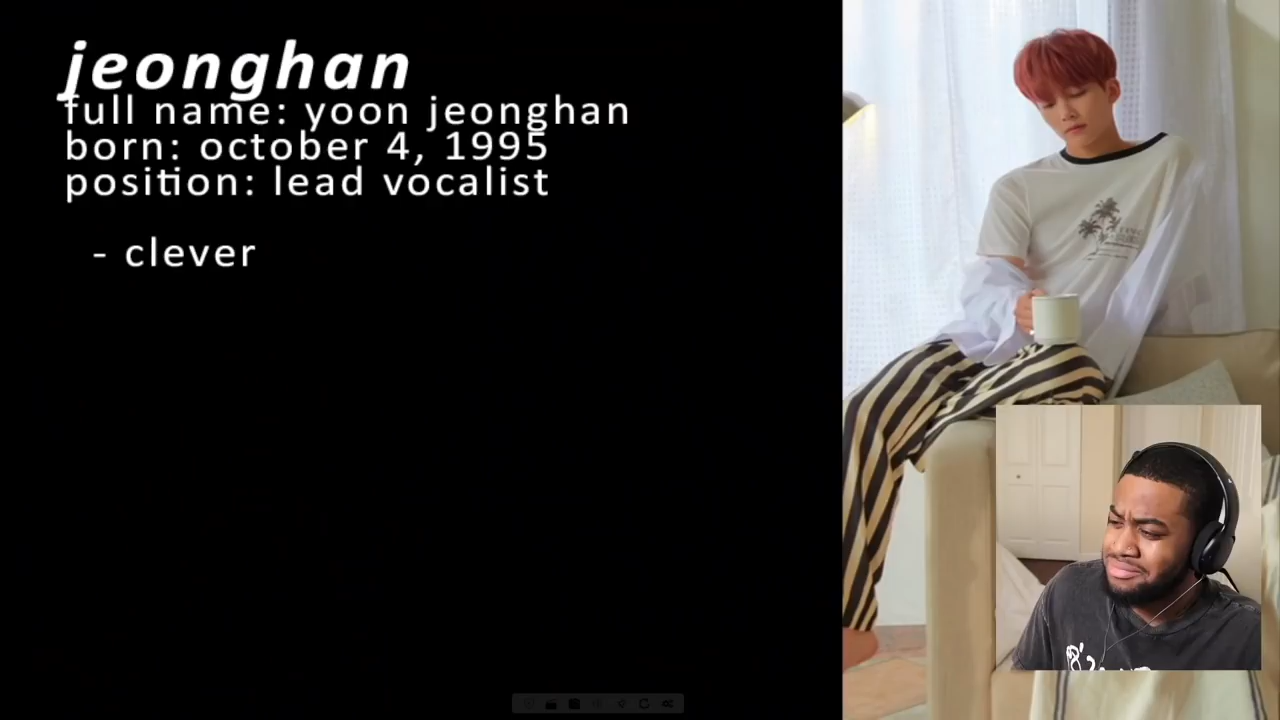 jeonghan
full name: yoon jeonghan
born: october 4, 1995
position: lead vocalist
- clever